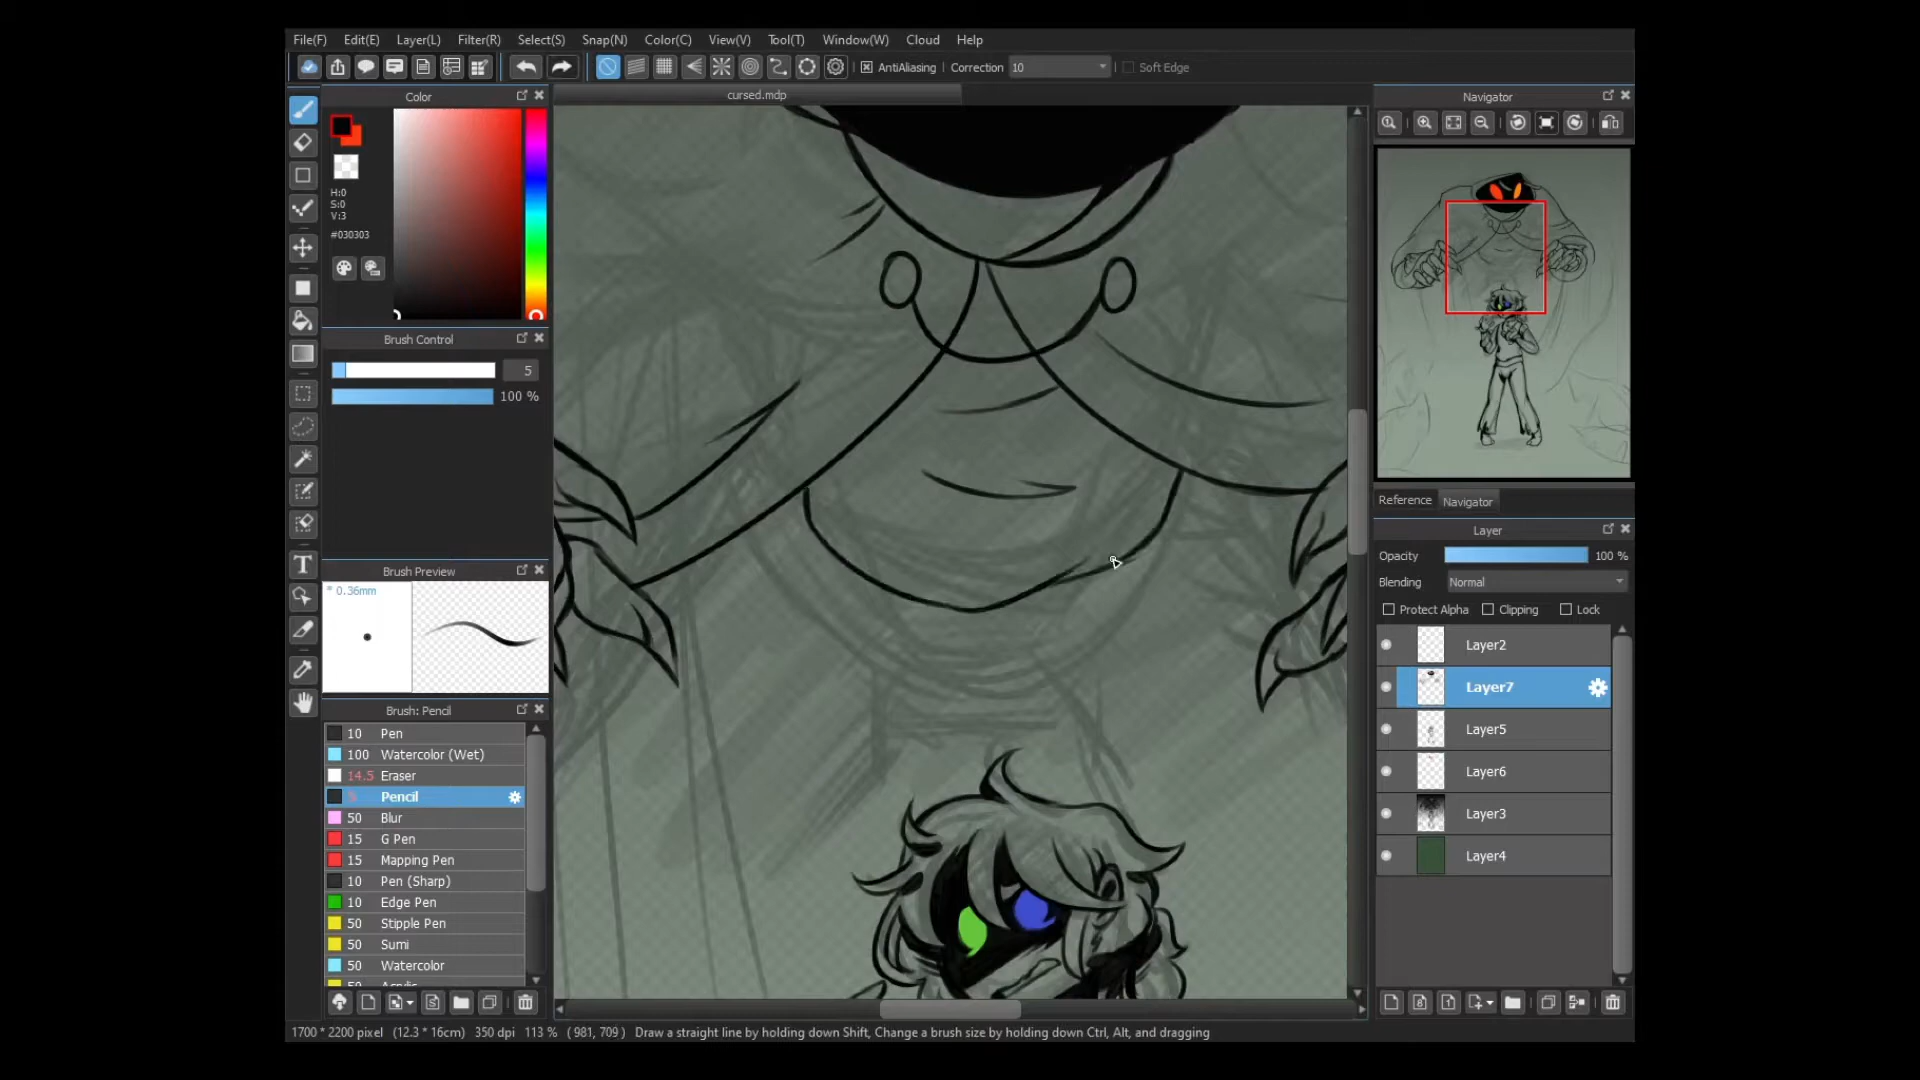 File(F) Edit(E) Layer(L) Filter(R) Select(S) Snap(N) Color(C) View(V) Tool(T) Window(W) Cloud Help
AntiAliasing Correction 10 Soft Edge
Color
cursed.mdp
Navigator
H:0
S:0
V:3
#030303
Brush Control
5
100 %
Brush Preview
* 0.36mm
Brush: Pencil
10 Pen
100 Watercolor (Wet)
14.5 Eraser
5 Pencil
50 Blur
15 G Pen
15 Mapping Pen
10 Pen (Sharp)
10 Edge Pen
50 Stipple Pen
50 Sumi
50 Watercolor
Reference Navigator
Layer
Opacity 100 %
Blending Normal
Protect Alpha Clipping Lock
Layer2
Layer7
Layer5
Layer6
Layer3
Layer4
1700 * 2200 pixel (12.3 * 16cm) 350 dpi 113 % ( 981, 709 ) Draw a straight line by holding down Shift, Change a brush size by holding down Ctrl, Alt, and dragging